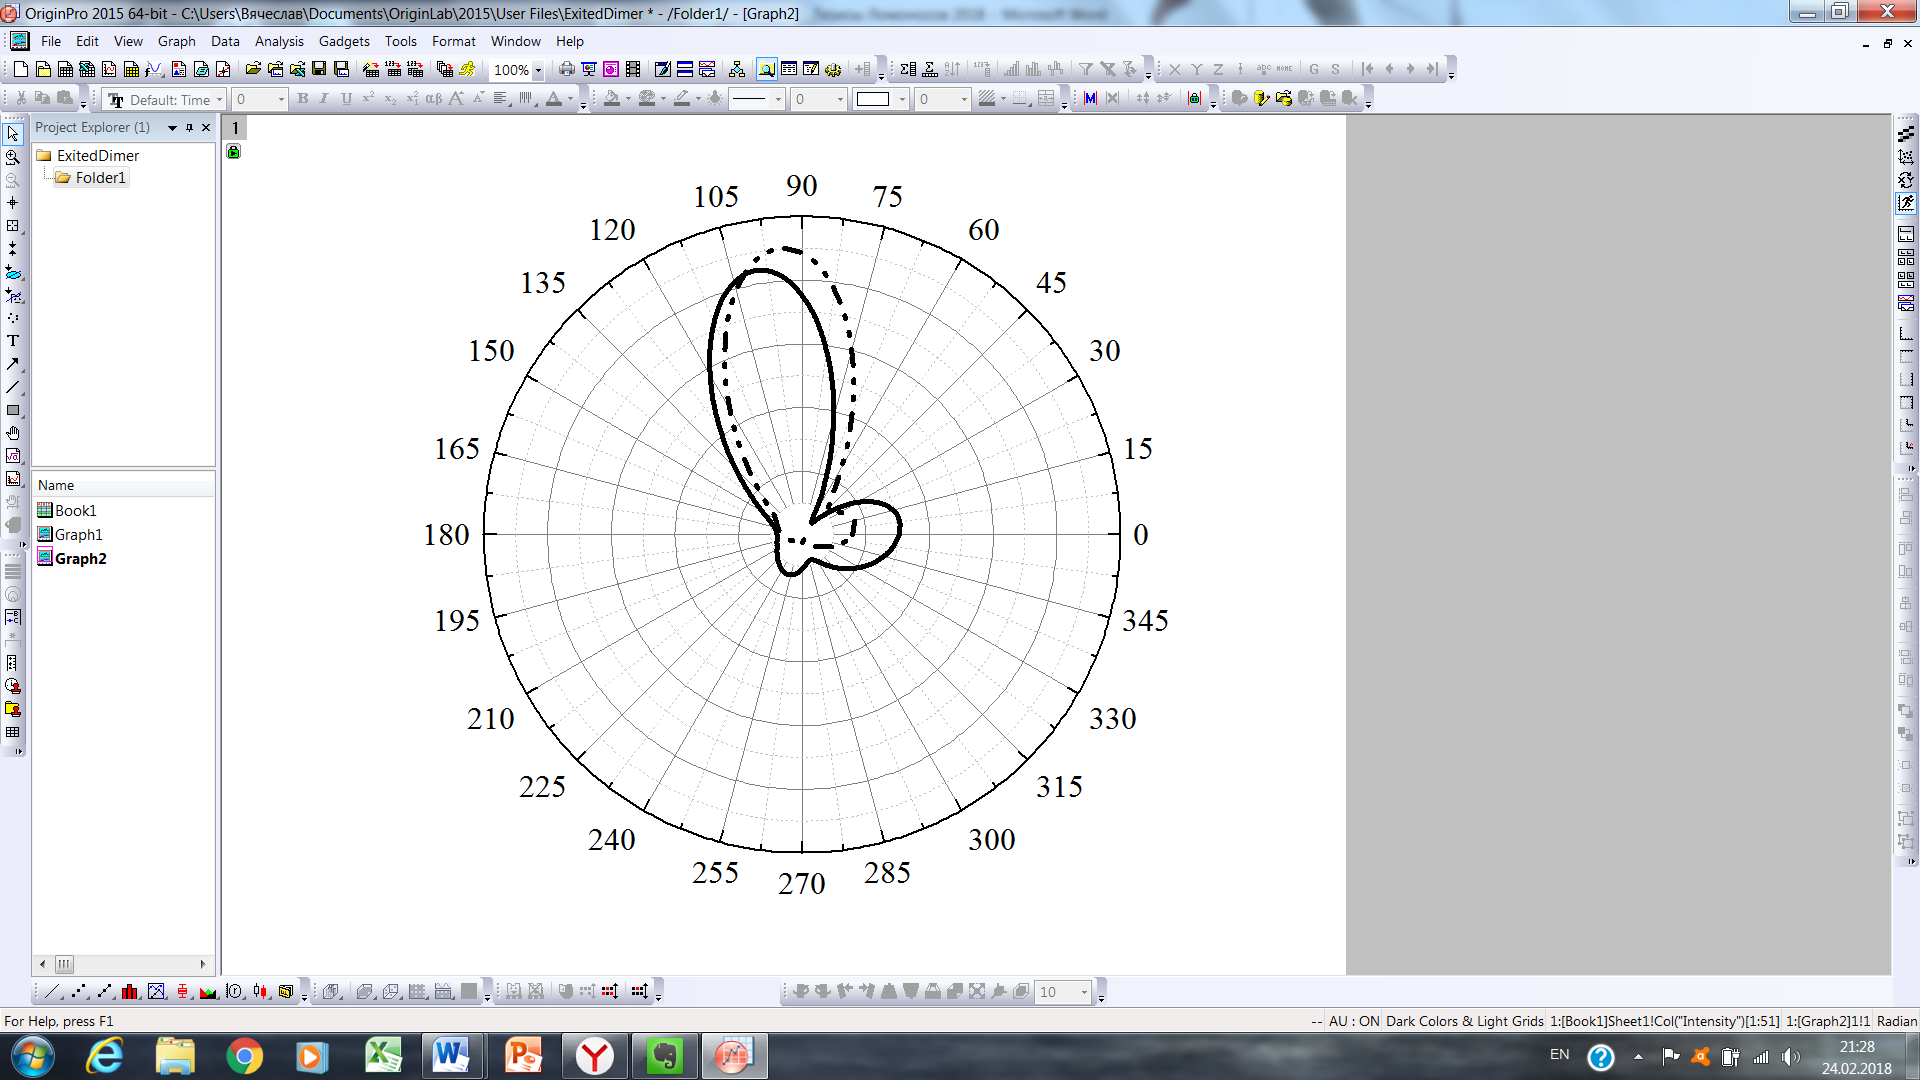 OriginPro 2015 64-bit - C:\Users\Вячеслав\Documents\OriginLab\2015\User Files\ExitedDimer * - /Folder1/ - [Graph2]
File Edit View Graph Data Analysis Gadgets Tools Format Window Help
100%
Default: Time 0 B I U αβ A A A 0 0
X Y Z G S
Project Explorer (1)
ExitedDimer
Folder1
Name
Book1
Graph1
Graph2
1
90
105 75
120 60
135 45
150 30
165 15
180 0
195 345
210 330
225 315
240 300
255 285
270
10
For Help, press F1
-- AU : ON Dark Colors & Light Grids 1:[Book1]Sheet1!Col("Intensity")[1:51] 1:[Graph2]1!1 Radian
EN
21:28
24.02.2018